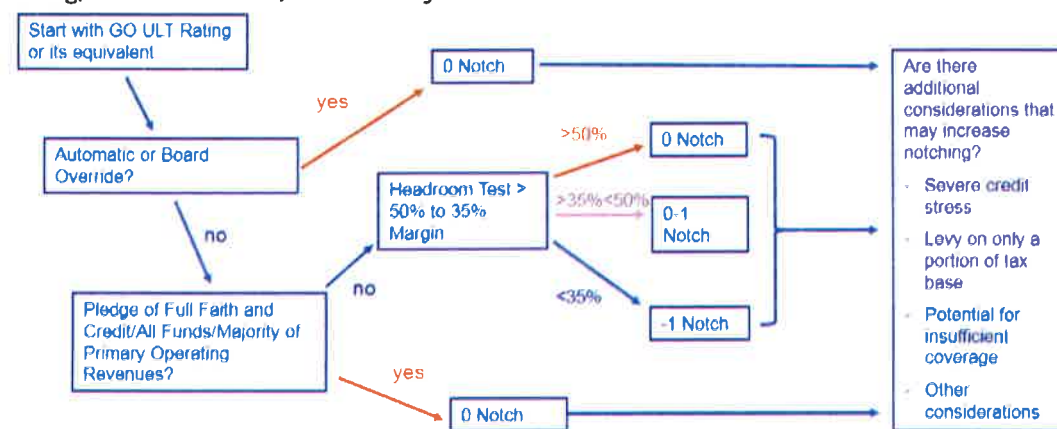 Start with GO ULT Rating
or its equivalent
yes
0 Notch
Automatic or Board
Override?
no
Headroom Test >
50% to 35%
Margin
>50%
0 Notch
>35%<50%
0-1
Notch
<35%
-1 Notch
no
Pledge of Full Faith and
Credit/All Funds/Majority of
Primary Operating
Revenues?
yes
0 Notch
Are there
additional
considerations that
may increase
notching?
- Severe credit
stress
- Levy on only a
portion of tax
base
- Potential for
insufficient
coverage
- Other
considerations